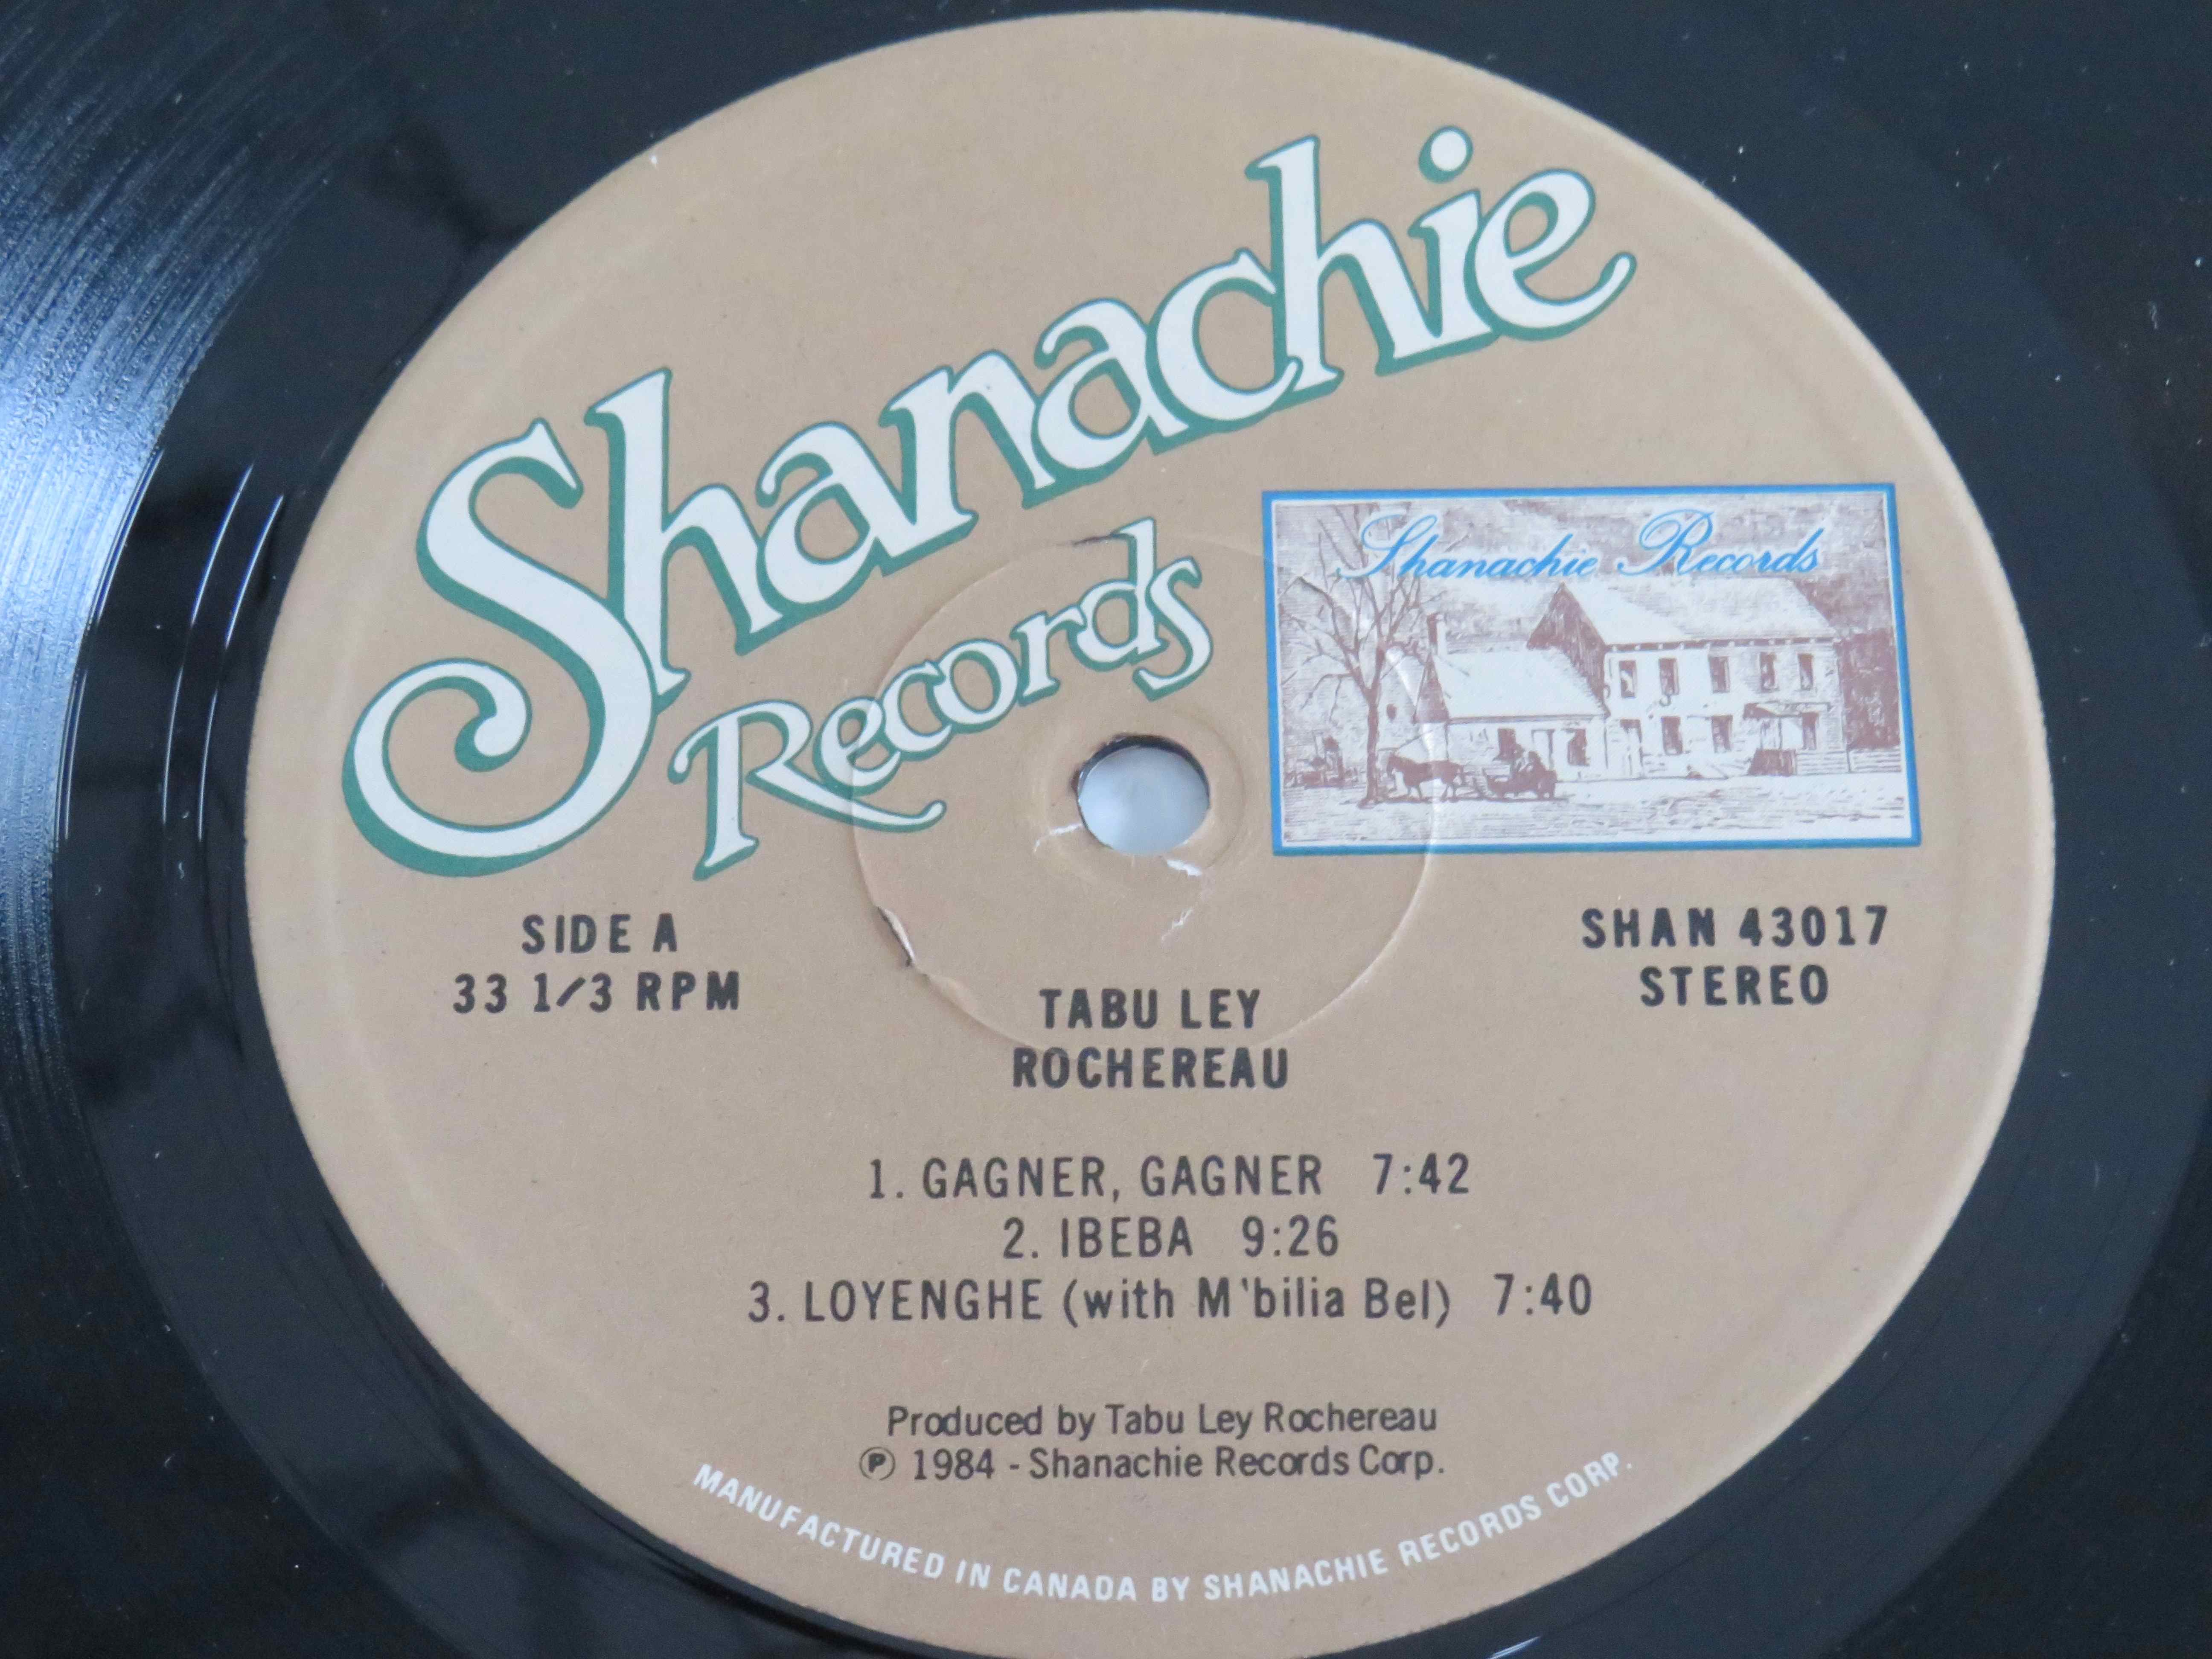 Shanachie
Records
Shanachie Records
SIDE A
33 1/3 RPM
SHAN 43017
STEREO
TABU LEY
ROCHEREAU
1. GAGNER, GAGNER 7:42
2. IBEBA 9:26
3. LOYENGHE (with M'bilia Bel) 7:40
Produced by Tabu Ley Rochereau
℗ 1984 - Shanachie Records Corp.
MANUFACTURED IN CANADA BY SHANACHIE RECORDS CORP.